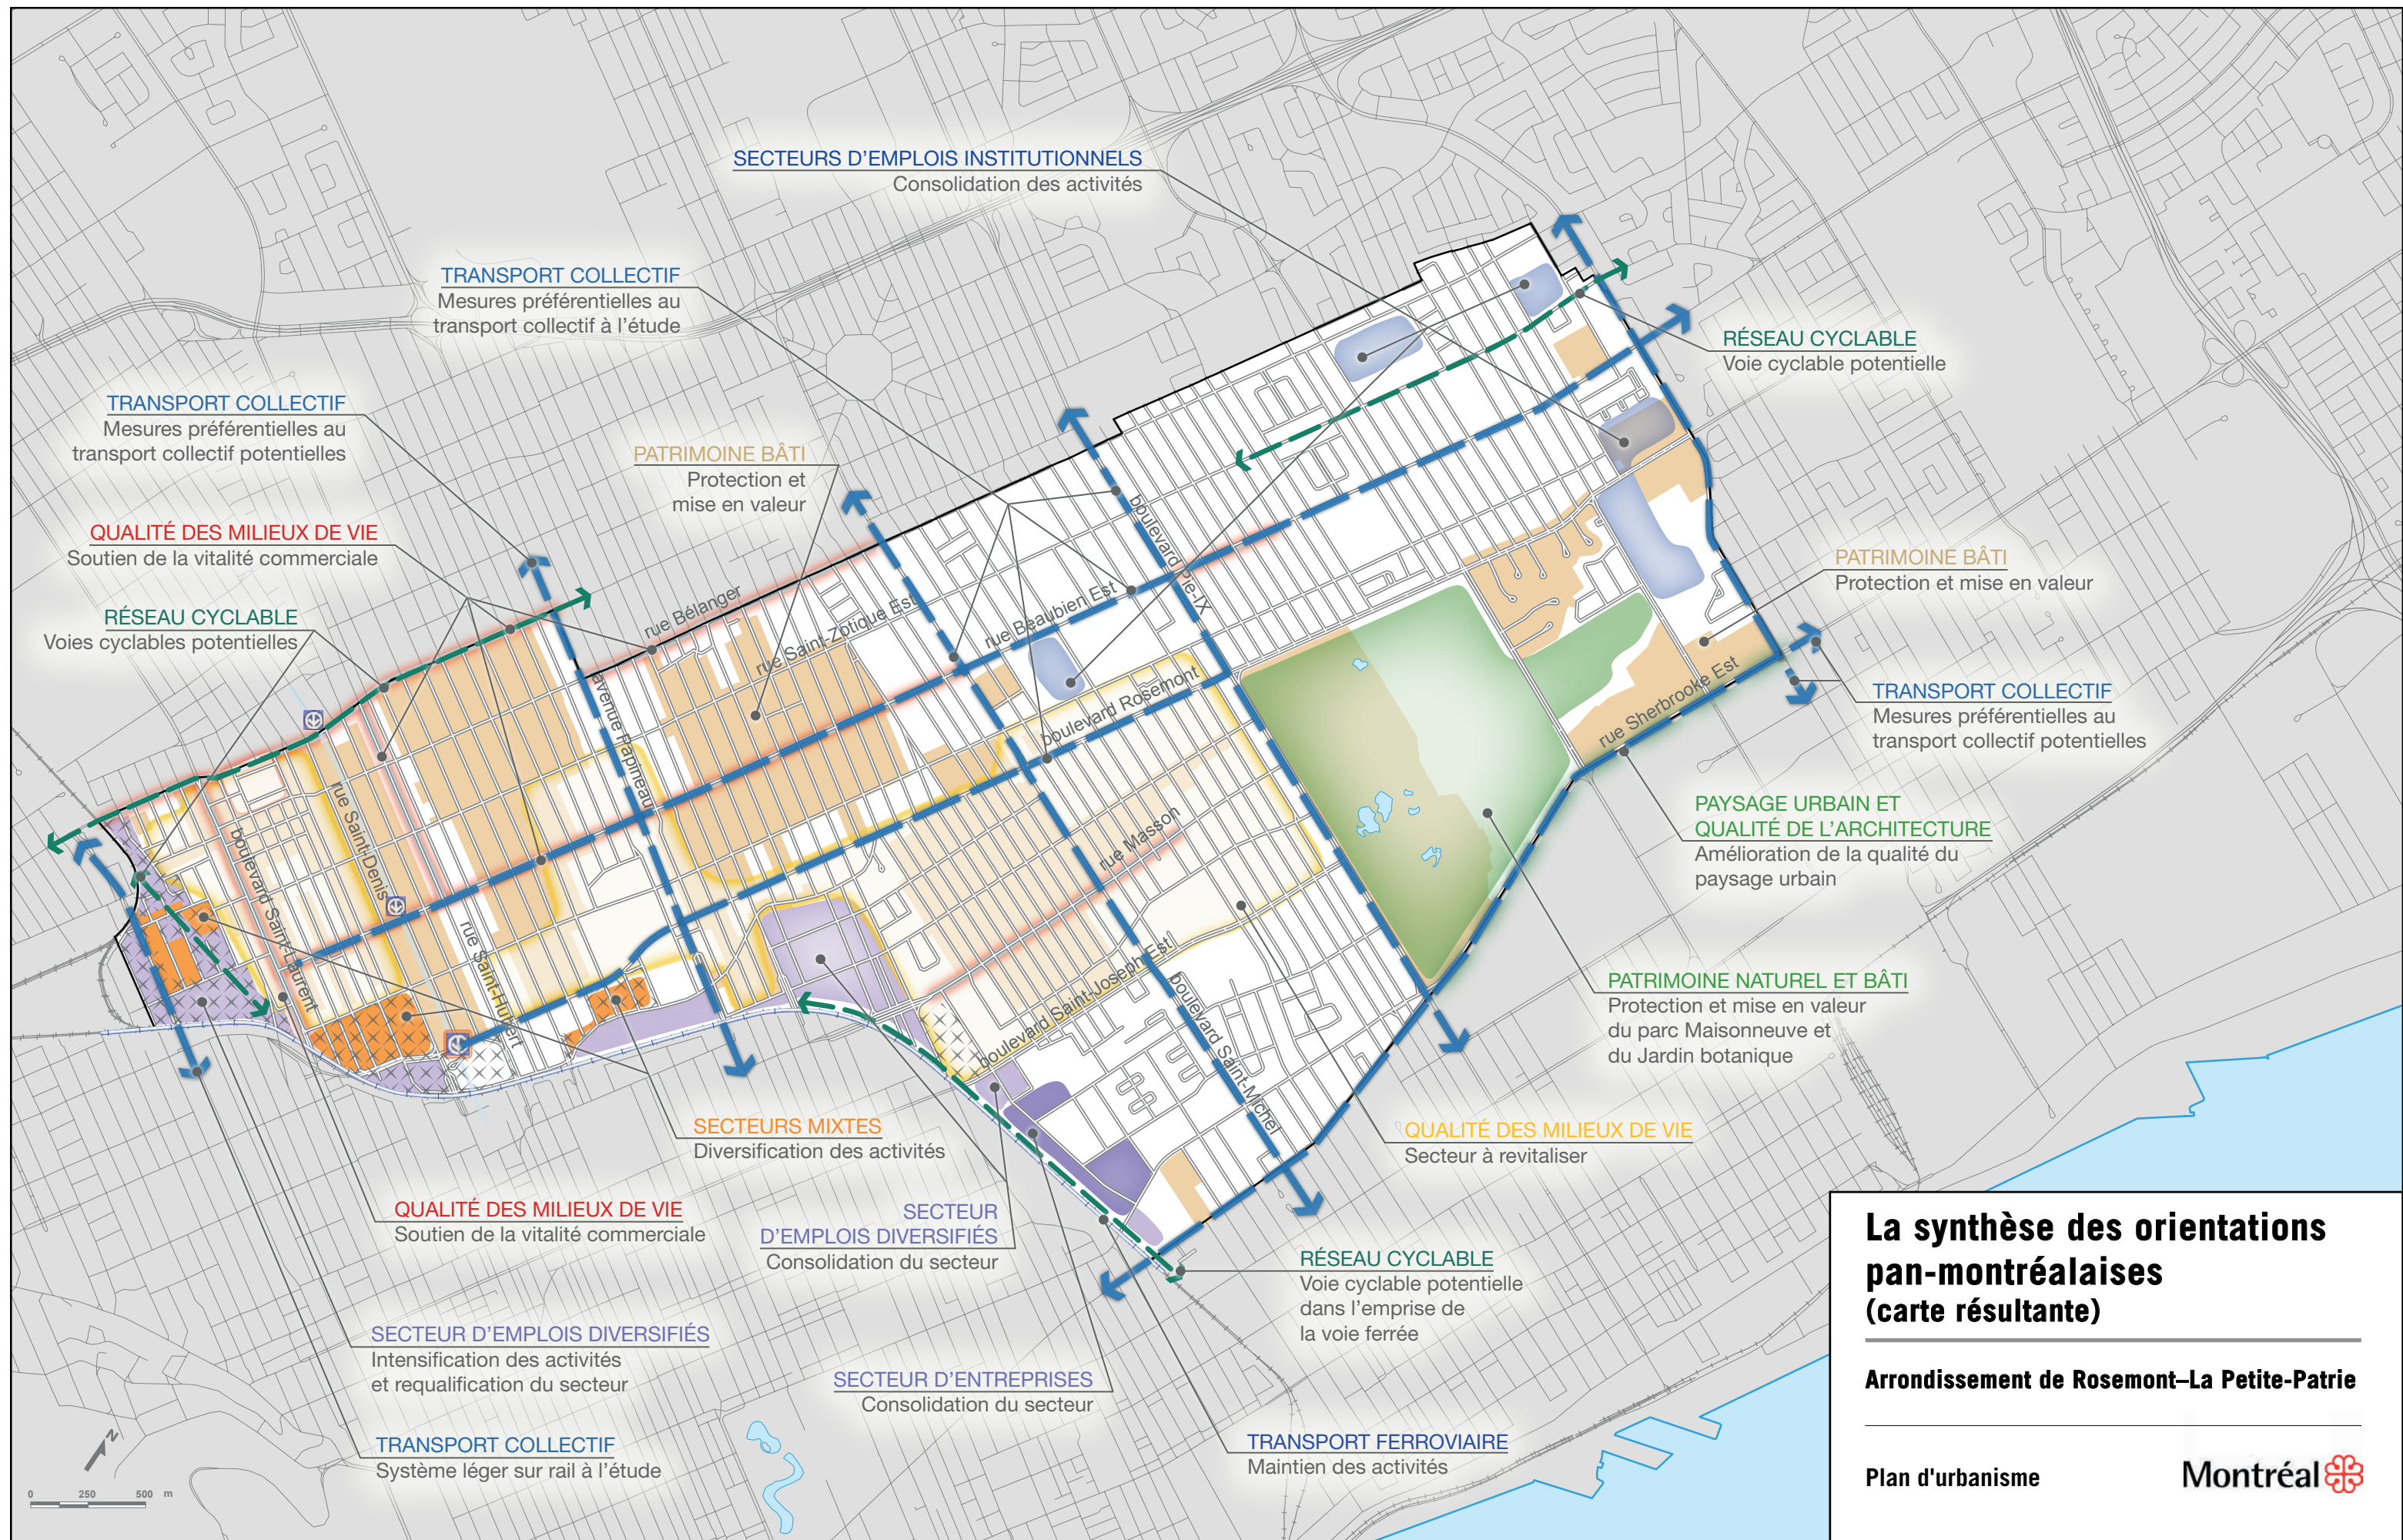 SECTEURS D'EMPLOIS INSTITUTIONNELS
Consolidation des activités
TRANSPORT COLLECTIF
Mesures préférentielles au
transport collectif à l'étude
TRANSPORT COLLECTIF
Mesures préférentielles au
transport collectif potentielles
PATRIMOINE BÂTI
Protection et
mise en valeur
QUALITÉ DES MILIEUX DE VIE
Soutien de la vitalité commerciale
RÉSEAU CYCLABLE
Voies cyclables potentielles
RÉSEAU CYCLABLE
Voie cyclable potentielle
PATRIMOINE BÂTI
Protection et mise en valeur
TRANSPORT COLLECTIF
Mesures préférentielles au
transport collectif potentielles
PAYSAGE URBAIN ET
QUALITÉ DE L'ARCHITECTURE
Amélioration de la qualité du
paysage urbain
PATRIMOINE NATUREL ET BÂTI
Protection et mise en valeur
du parc Maisonneuve et
du Jardin botanique
QUALITÉ DES MILIEUX DE VIE
Secteur à revitaliser
rue Bélanger
rue Saint-Zotique Est
rue Beaubien Est
boulevard Pie-IX
boulevard Rosemont
avenue Papineau
rue Masson
rue Sherbrooke Est
rue Saint-Denis
boulevard Saint-Laurent
rue Saint-Hubert
boulevard Saint-Joseph Est
boulevard Saint-Michel
SECTEURS MIXTES
Diversification des activités
QUALITÉ DES MILIEUX DE VIE
Soutien de la vitalité commerciale
SECTEUR
D'EMPLOIS DIVERSIFIÉS
Consolidation du secteur
RÉSEAU CYCLABLE
Voie cyclable potentielle
dans l'emprise de
la voie ferrée
SECTEUR D'EMPLOIS DIVERSIFIÉS
Intensification des activités
et requalification du secteur
SECTEUR D'ENTREPRISES
Consolidation du secteur
TRANSPORT COLLECTIF
Système léger sur rail à l'étude
TRANSPORT FERROVIAIRE
Maintien des activités
N
0 250 500 m
La synthèse des orientations
pan-montréalaises
(carte résultante)
Arrondissement de Rosemont–La Petite-Patrie
Plan d'urbanisme
Montréal